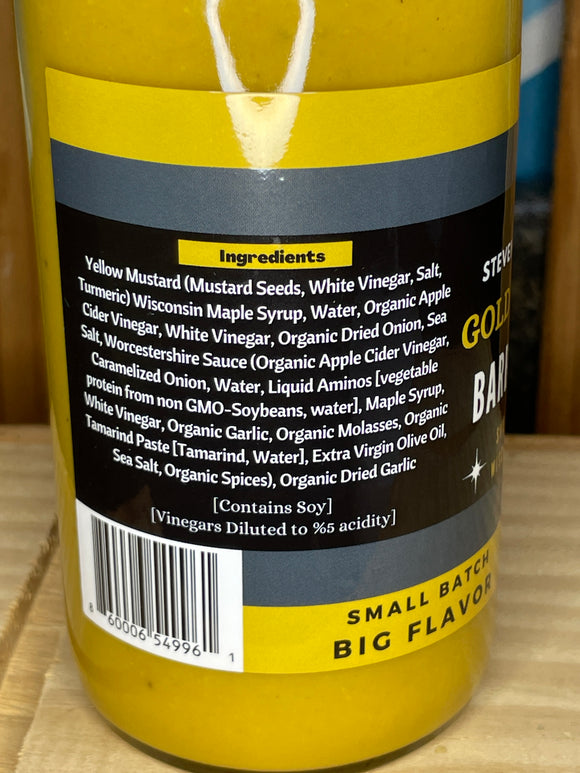 Ingredients
Yellow Mustard (Mustard Seeds, White Vinegar, Salt,
Turmeric) Wisconsin Maple Syrup, Water, Organic Apple
Cider Vinegar, White Vinegar, Organic Dried Onion, Sea
Salt, Worcestershire Sauce (Organic Apple Cider Vinegar,
Caramelized Onion, Water, Liquid Aminos [vegetable
protein from non GMO-Soybeans, water], Maple Syrup,
White Vinegar, Organic Garlic, Organic Molasses, Organic
Tamarind Paste [Tamarind, Water], Extra Virgin Olive Oil,
Sea Salt, Organic Spices), Organic Dried Garlic
[Contains Soy]
[Vinegars Diluted to %5 acidity]
8 60006 54996 1
STEVE
GOLD
BAR
SMALL BATCH
BIG FLAVOR